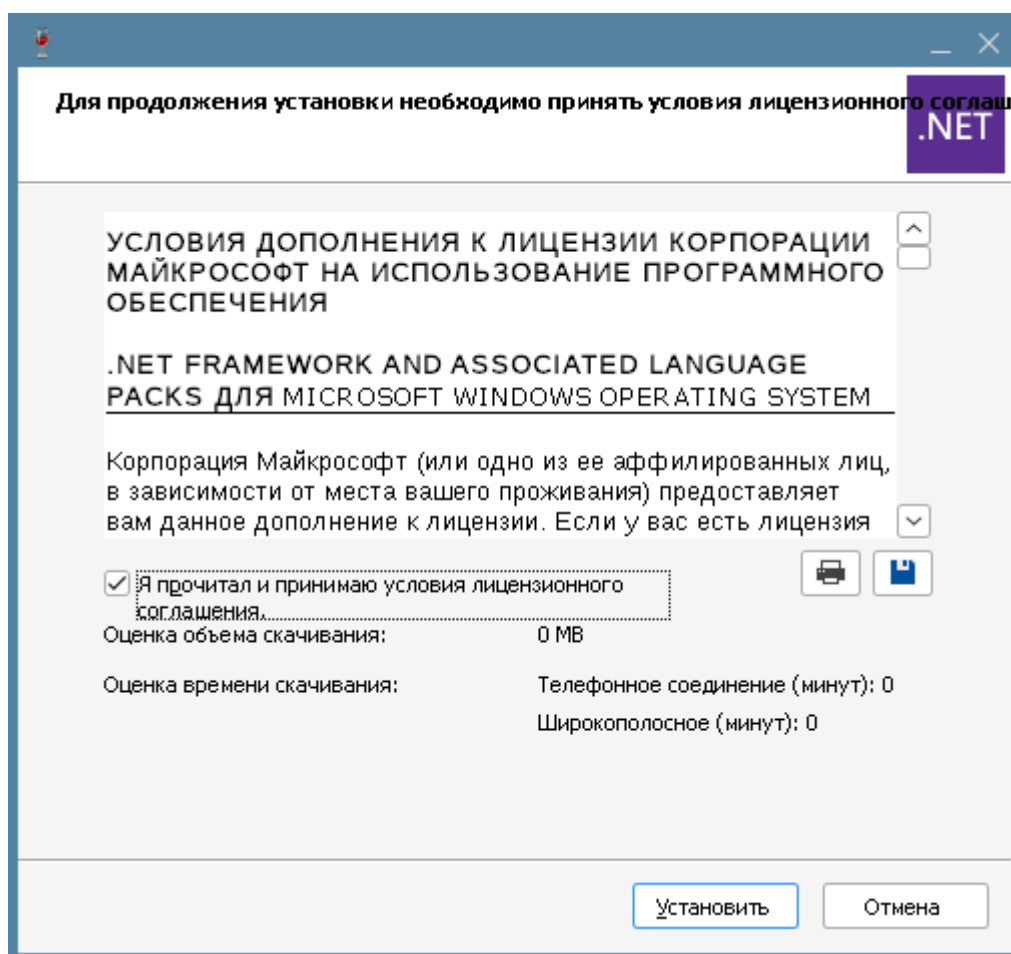 Для продолжения установки необходимо принять условия лицензионного соглаш
.NET
УСЛОВИЯ ДОПОЛНЕНИЯ К ЛИЦЕНЗИИ КОРПОРАЦИИ
МАЙКРОСОФТ НА ИСПОЛЬЗОВАНИЕ ПРОГРАММНОГО
ОБЕСПЕЧЕНИЯ
.NET FRAMEWORK AND ASSOCIATED LANGUAGE
PACKS ДЛЯ MICROSOFT WINDOWS OPERATING SYSTEM
Корпорация Майкрософт (или одно из ее аффилированных лиц,
в зависимости от места вашего проживания) предоставляет
вам данное дополнение к лицензии. Если у вас есть лицензия
Я прочитал и принимаю условия лицензионного
соглашения.
Оценка объема скачивания: 0 MB
Оценка времени скачивания: Телефонное соединение (минут): 0
Широкополосное (минут): 0
Установить Отмена